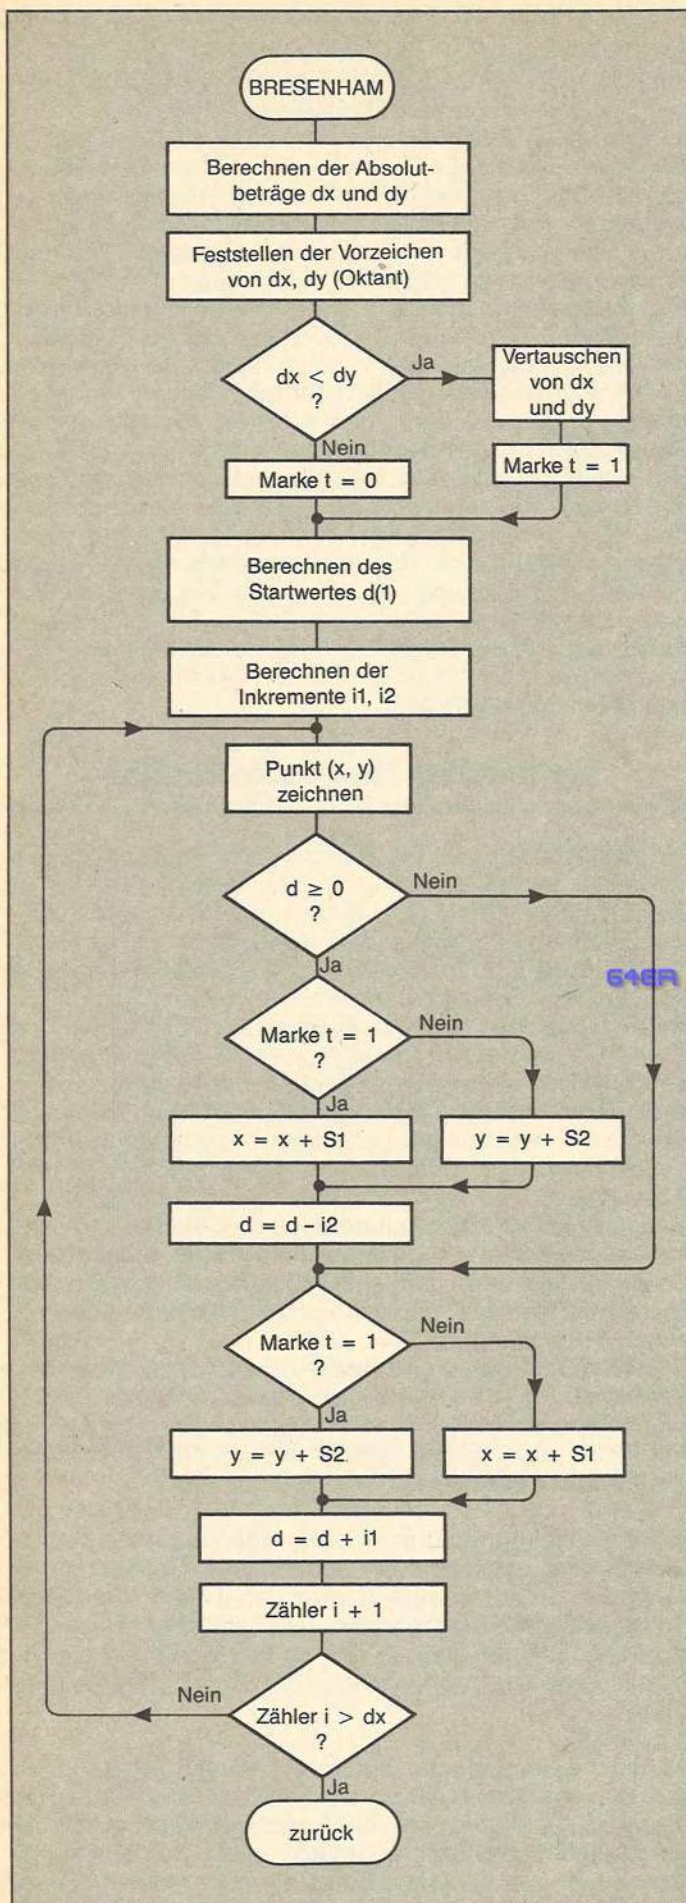 BRESENHAM
Berechnen der Absolut-
beträge dx und dy
Feststellen der Vorzeichen
von dx, dy (Oktant)
dx < dy
?
Ja
Vertauschen
von dx
und dy
Nein
Marke t = 0
Marke t = 1
Berechnen des
Startwertes d(1)
Berechnen der
Inkremente i1, i2
Punkt (x, y)
zeichnen
d ≥ 0
?
Nein
Ja
64ER
Marke t = 1
?
Nein
Ja
x = x + S1
y = y + S2
d = d – i2
Marke t = 1
?
Nein
Ja
y = y + S2
x = x + S1
d = d + i1
Zähler i + 1
Zähler i > dx
?
Nein
Ja
zurück